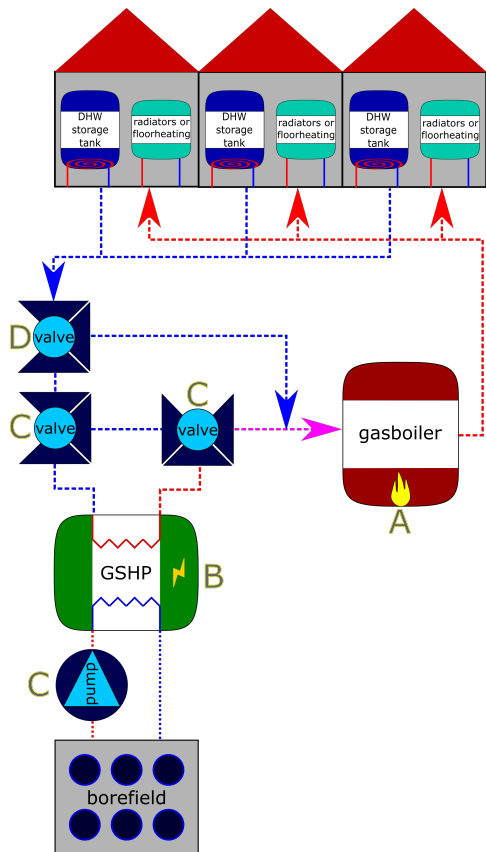 DHW
storage
tank
radiators or
floorheating
DHW
storage
tank
radiators or
floorheating
DHW
storage
tank
radiators or
floorheating
D
valve
C
valve
C
valve
gasboiler
A
GSHP
B
C
pump
borefield